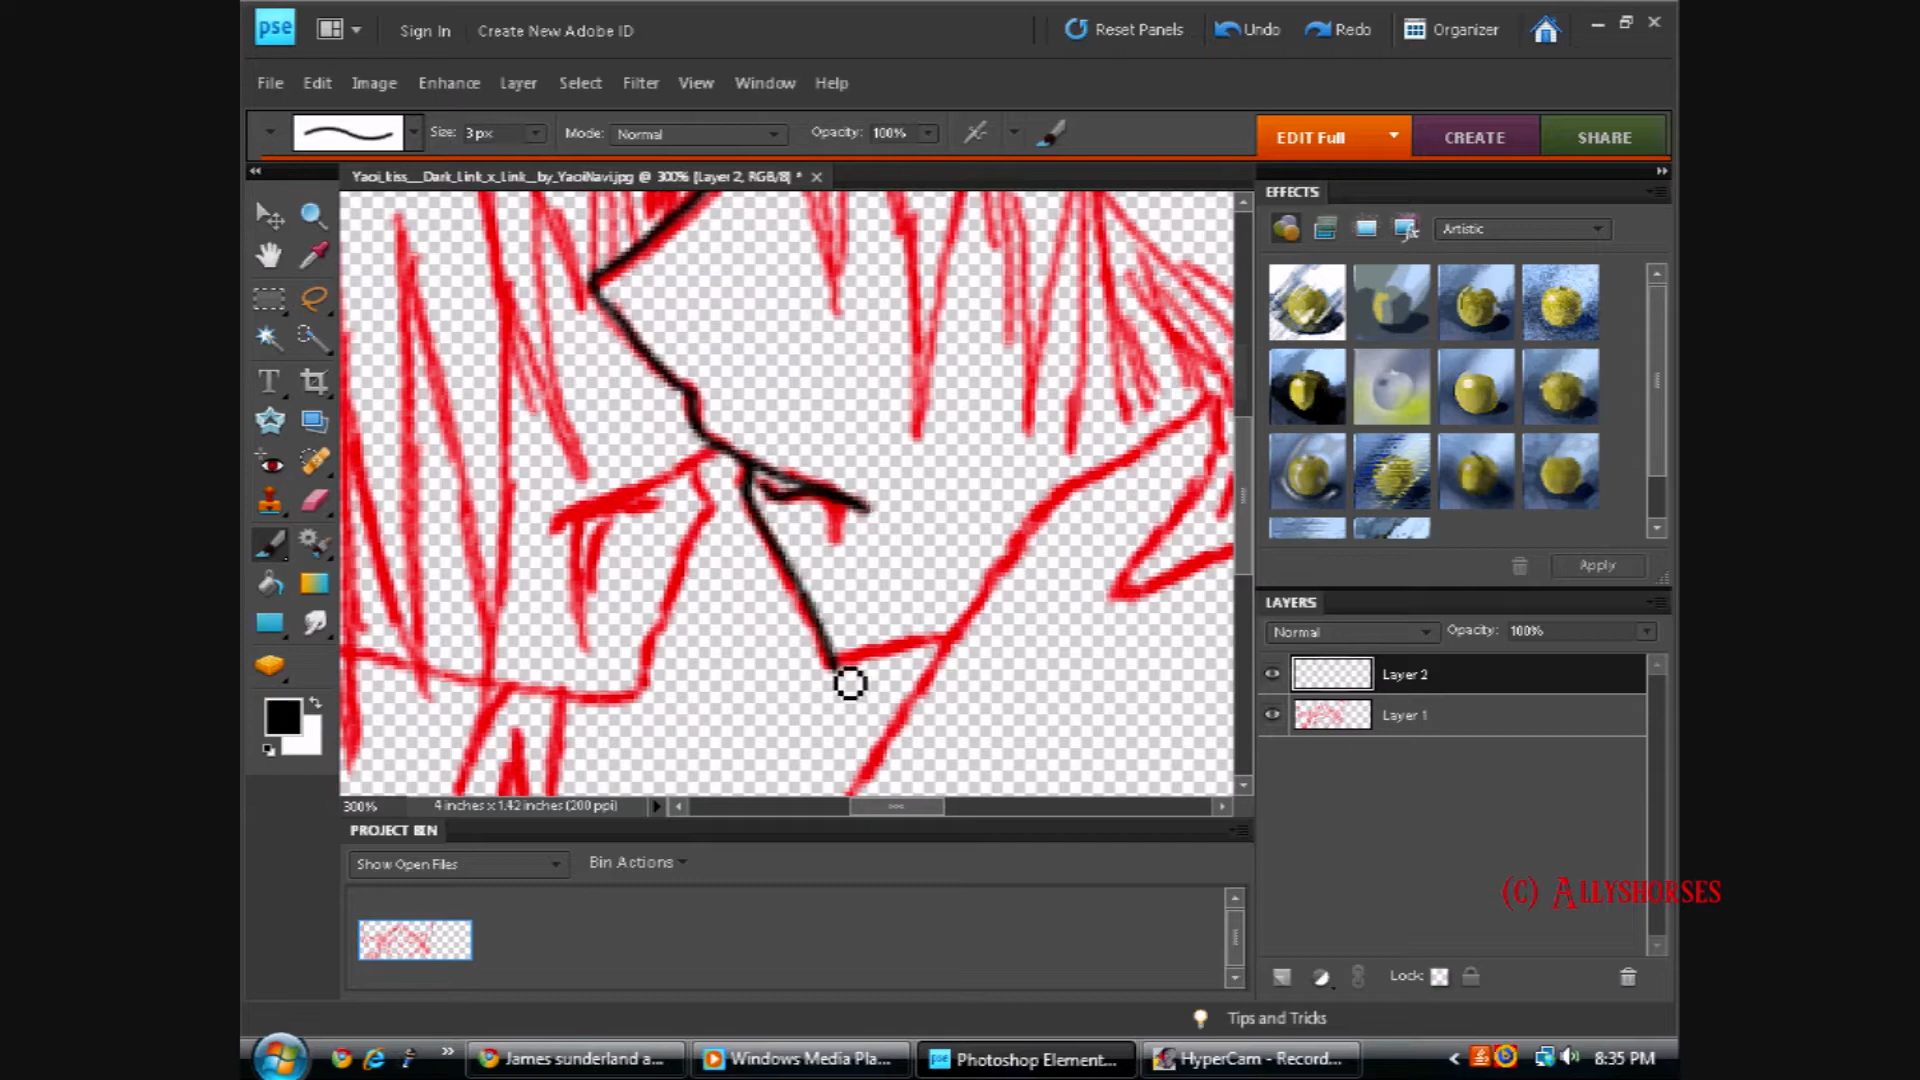 pse Sign In Create New Adobe ID Reset Panels Undo Redo Organizer
File Edit Image Enhance Layer Select Filter View Window Help
Size: 3 px Mode: Normal Opacity: 100% EDIT Full CREATE SHARE
Yaoi_kiss__Dark_Link_x_Link__by_YaoiNavi.jpg @ 300% [Layer 2, RGB/8] *
EFFECTS
Artistic
Apply
LAYERS
Normal Opacity: 100%
Layer 2
Layer 1
300% 4 inches x 1.42 inches (200 ppi)
PROJECT BIN
Show Open Files Bin Actions
(C) Allyshorses
Lock:
Tips and Tricks
James sunderland a... Windows Media Pla... pse Photoshop Element... HyperCam - Record... 8:35 PM